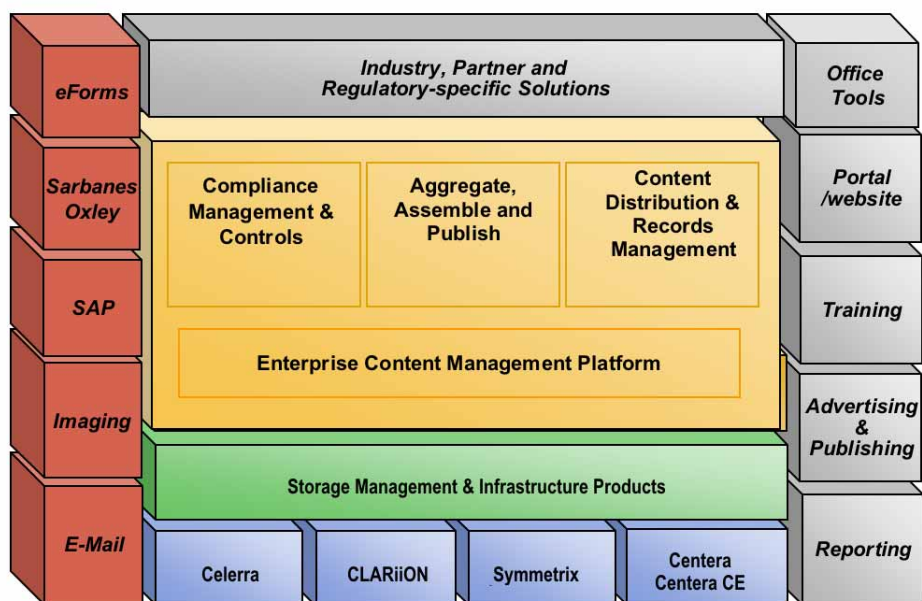 eForms
Sarbanes
Oxley
SAP
Imaging
E-Mail
Industry, Partner and
Regulatory-specific Solutions
Compliance
Management &
Controls
Aggregate,
Assemble and
Publish
Content
Distribution &
Records
Management
Enterprise Content Management Platform
Storage Management & Infrastructure Products
Celerra
CLARiiON
Symmetrix
Centera
Centera CE
Office
Tools
Portal
/website
Training
Advertising
&
Publishing
Reporting